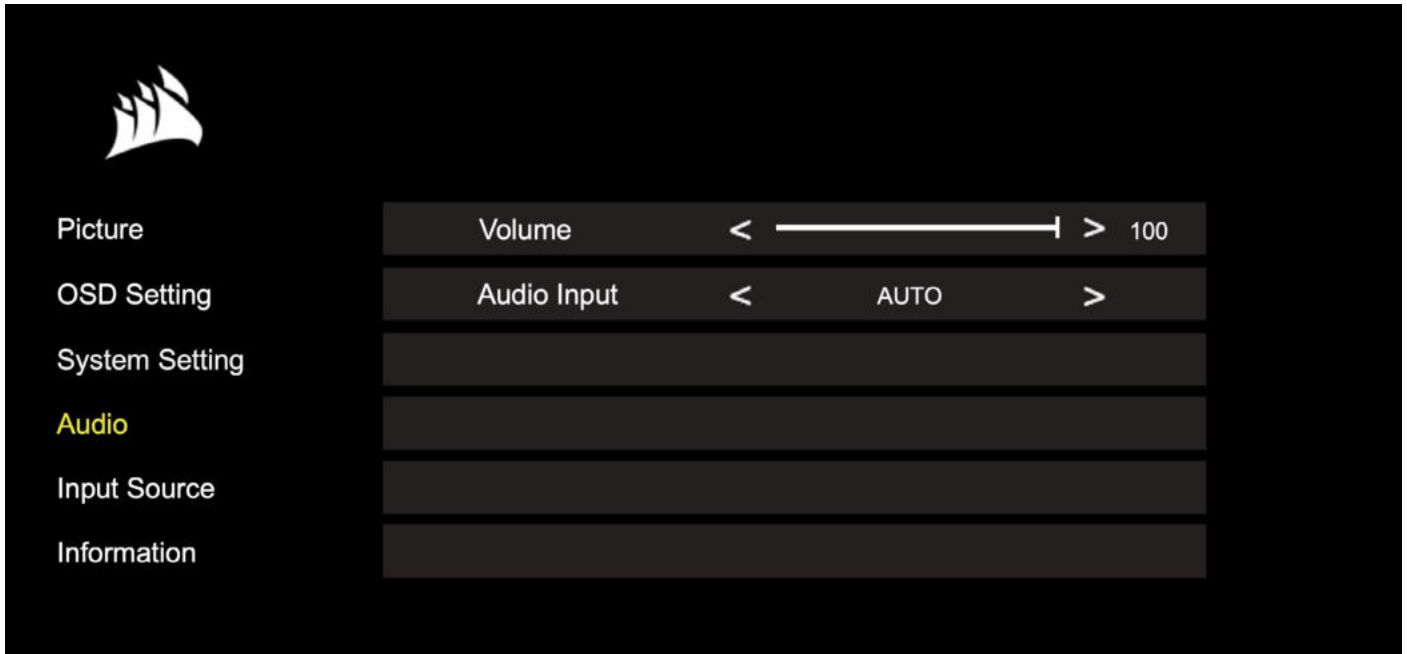 Picture Volume < > 100
OSD Setting Audio Input < AUTO >
System Setting
Audio
Input Source
Information